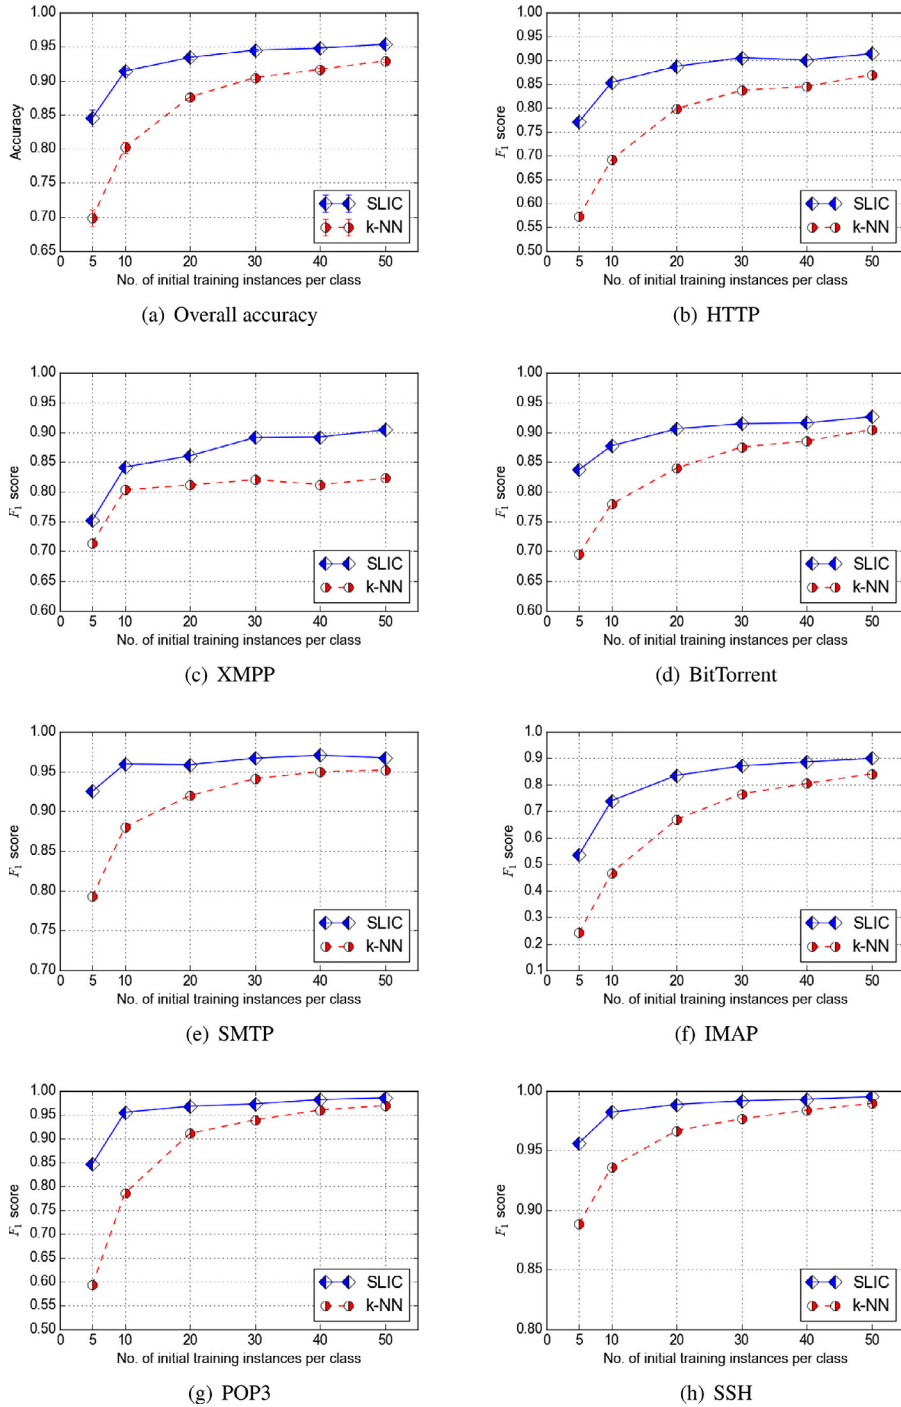 1.00
0.95
0.90
0.85
0.80
0.75
0.70
0.65
Accuracy
SLIC
k-NN
0 5 10 20 30 40 50
No. of initial training instances per class
(a) Overall accuracy
1.00
0.95
0.90
0.85
0.80
0.75
0.70
0.65
0.60
0.55
0.50
F1 score
SLIC
k-NN
0 5 10 20 30 40 50
No. of initial training instances per class
(b) HTTP
1.00
0.95
0.90
0.85
0.80
0.75
0.70
0.65
0.60
F1 score
SLIC
k-NN
0 5 10 20 30 40 50
No. of initial training instances per class
(c) XMPP
1.00
0.95
0.90
0.85
0.80
0.75
0.70
0.65
0.60
F1 score
SLIC
k-NN
0 5 10 20 30 40 50
No. of initial training instances per class
(d) BitTorrent
1.00
0.95
0.90
0.85
0.80
0.75
0.70
F1 score
SLIC
k-NN
0 5 10 20 30 40 50
No. of initial training instances per class
(e) SMTP
1.0
0.9
0.8
0.7
0.6
0.5
0.4
0.3
0.2
0.1
F1 score
SLIC
k-NN
0 5 10 20 30 40 50
No. of initial training instances per class
(f) IMAP
1.00
0.95
0.90
0.85
0.80
0.75
0.70
0.65
0.60
0.55
0.50
F1 score
SLIC
k-NN
0 5 10 20 30 40 50
No. of initial training instances per class
(g) POP3
1.00
0.95
0.90
0.85
0.80
F1 score
SLIC
k-NN
0 5 10 20 30 40 50
No. of initial training instances per class
(h) SSH